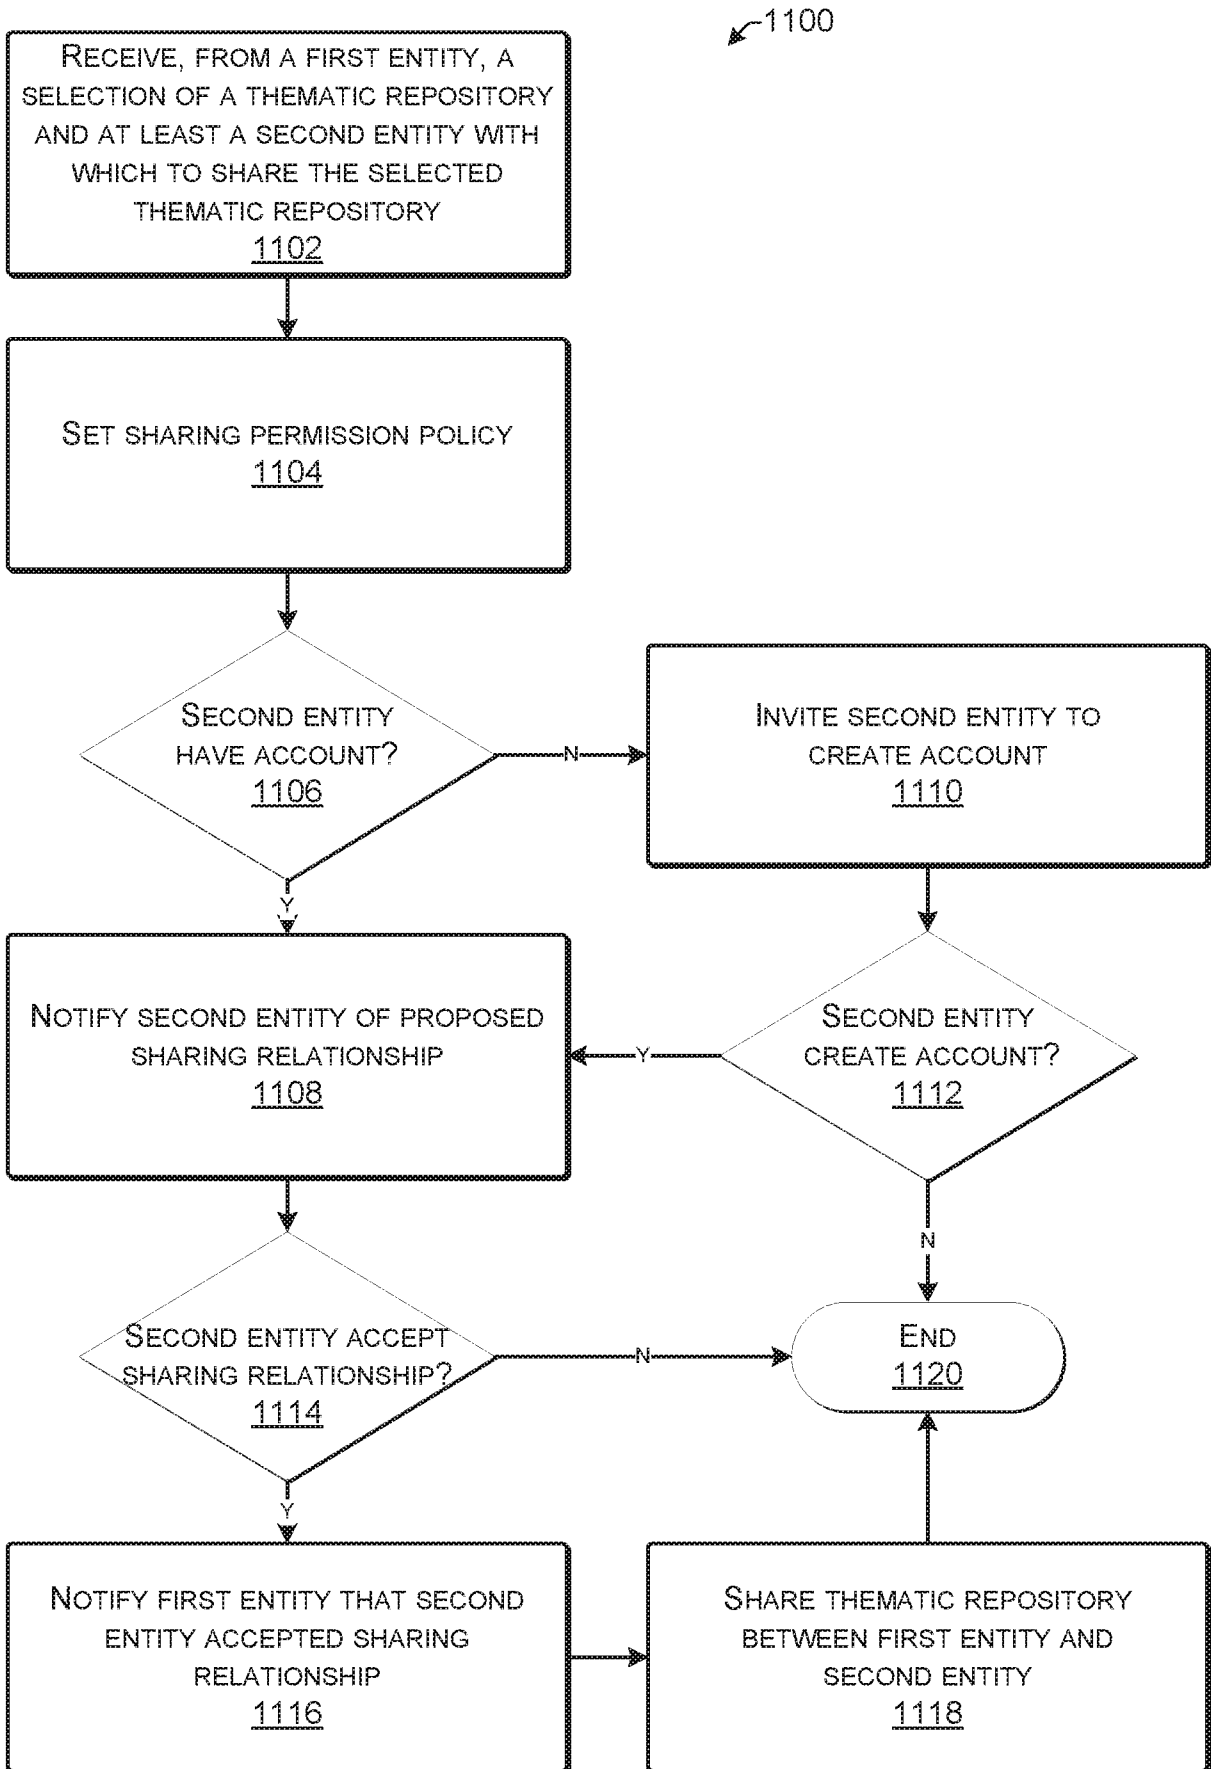 1100
RECEIVE, FROM A FIRST ENTITY, A
SELECTION OF A THEMATIC REPOSITORY
AND AT LEAST A SECOND ENTITY WITH
WHICH TO SHARE THE SELECTED
THEMATIC REPOSITORY
1102
SET SHARING PERMISSION POLICY
1104
SECOND ENTITY
HAVE ACCOUNT?
1106
N
INVITE SECOND ENTITY TO
CREATE ACCOUNT
1110
Y
NOTIFY SECOND ENTITY OF PROPOSED
SHARING RELATIONSHIP
1108
Y
SECOND ENTITY
CREATE ACCOUNT?
1112
N
SECOND ENTITY ACCEPT
SHARING RELATIONSHIP?
1114
N
END
1120
Y
NOTIFY FIRST ENTITY THAT SECOND
ENTITY ACCEPTED SHARING
RELATIONSHIP
1116
SHARE THEMATIC REPOSITORY
BETWEEN FIRST ENTITY AND
SECOND ENTITY
1118